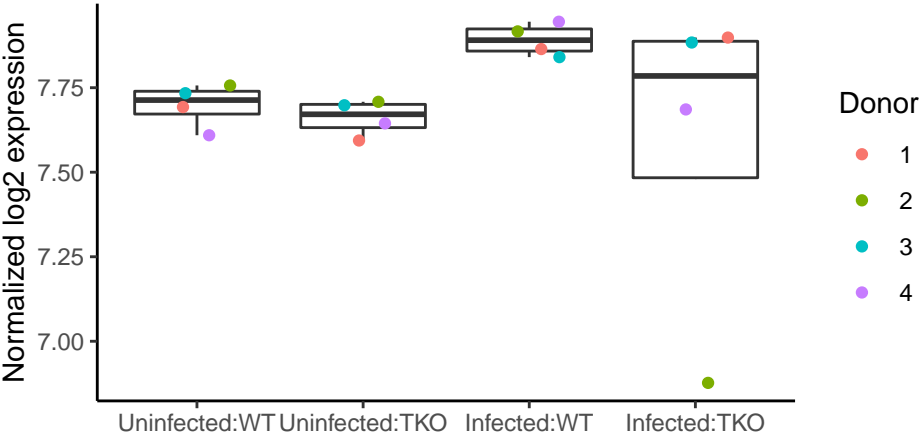 Normalized log2 expression
7.75
7.50
7.25
7.00
Uninfected:WT
Uninfected:TKO
Infected:WT
Infected:TKO
Donor
1
2
3
4